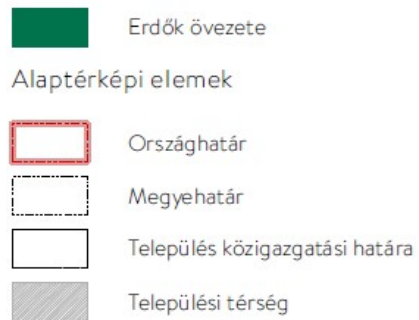 Erdők övezete
Alaptérképi elemek
Országhatár
Megyehatár
Település közigazgatási határa
Települési térség